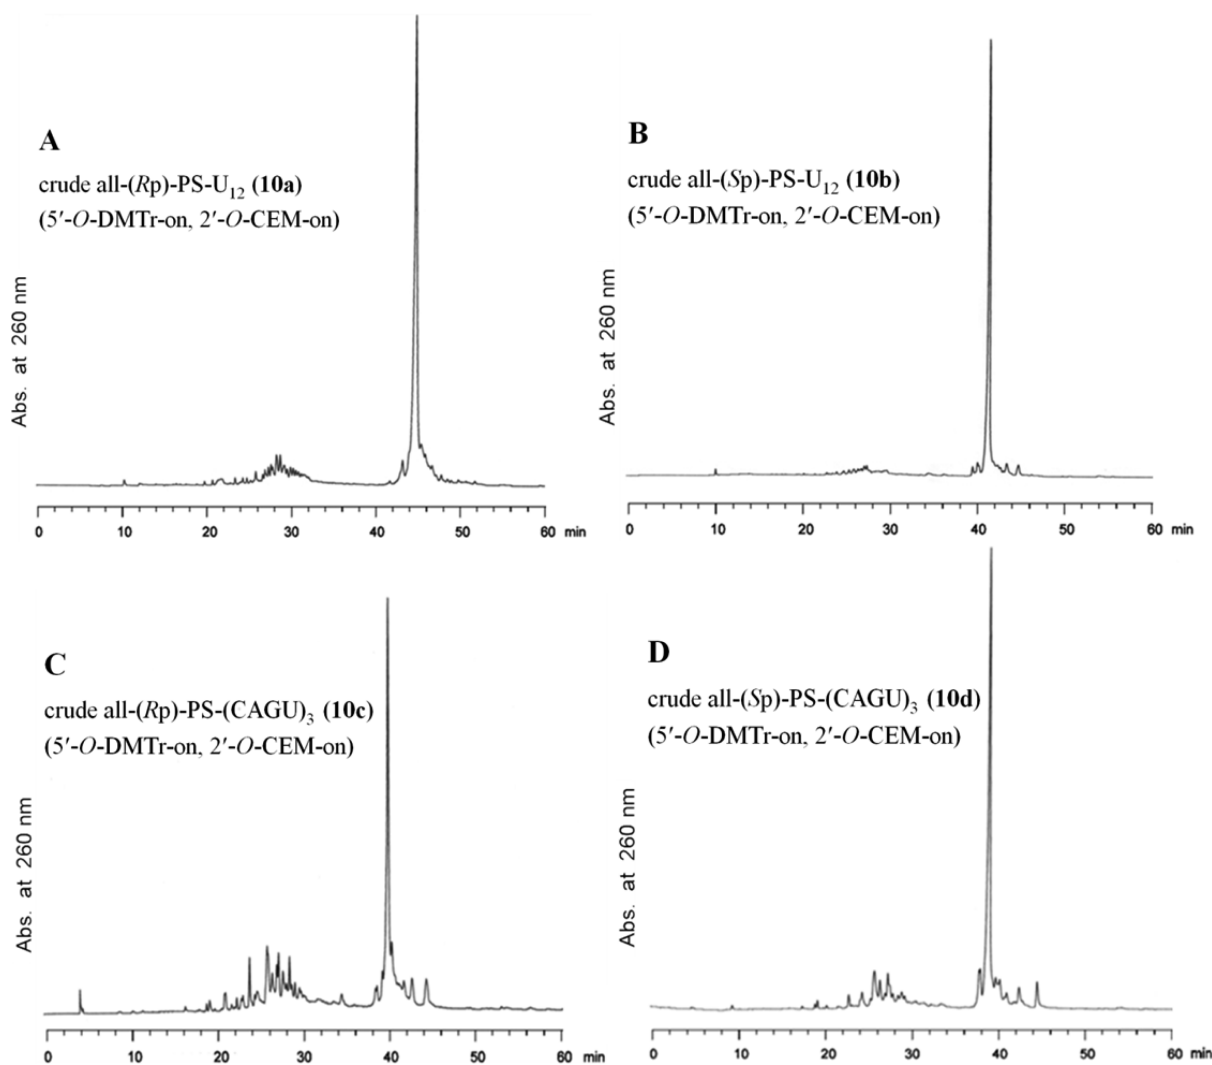 A
crude all-(Rp)-PS-U₁₂ (10a)
(5′-O-DMTr-on, 2′-O-CEM-on)
Abs. at 260 nm
0 10 20 30 40 50 60 min
B
crude all-(Sp)-PS-U₁₂ (10b)
(5′-O-DMTr-on, 2′-O-CEM-on)
Abs. at 260 nm
0 10 20 30 40 50 60 min
C
crude all-(Rp)-PS-(CAGU)₃ (10c)
(5′-O-DMTr-on, 2′-O-CEM-on)
Abs. at 260 nm
0 10 20 30 40 50 60 min
D
crude all-(Sp)-PS-(CAGU)₃ (10d)
(5′-O-DMTr-on, 2′-O-CEM-on)
Abs. at 260 nm
0 10 20 30 40 50 60 min